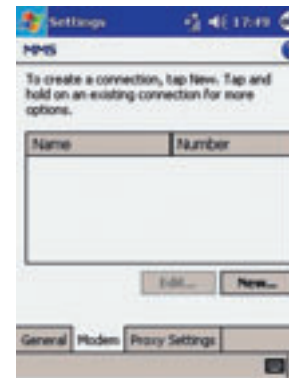 Settings 17:49
MMS
To create a connection, tap New. Tap and
hold on an existing connection for more
options.
Name Number
Edit... New...
General Modem Proxy Settings